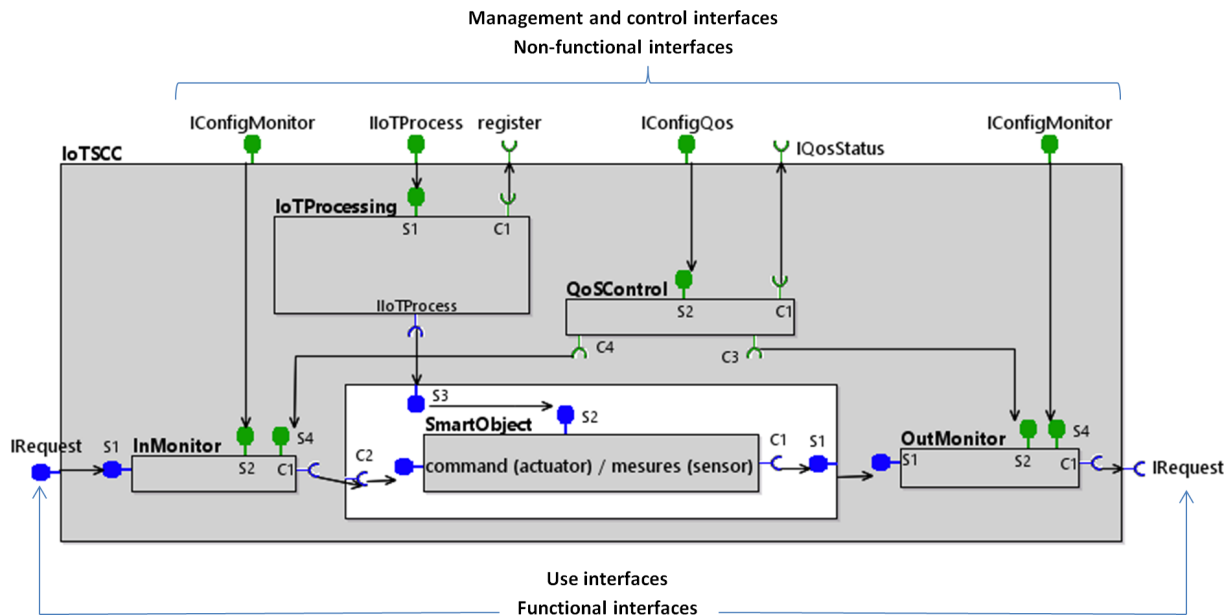 Management and control interfaces
Non-functional interfaces
IConfigMonitor
IIoTProcess
register
IConfigQos
IQosStatus
IConfigMonitor
IoTSCC
IoTProcessing
S1
C1
IIoTProcess
QoSControl
S2
C1
C4
C3
S3
S2
SmartObject
command (actuator) / mesures (sensor)
C1
S1
IRequest
S1
InMonitor
S4
S2
C1
C2
OutMonitor
S4
S1
S2
C1
IRequest
Use interfaces
Functional interfaces